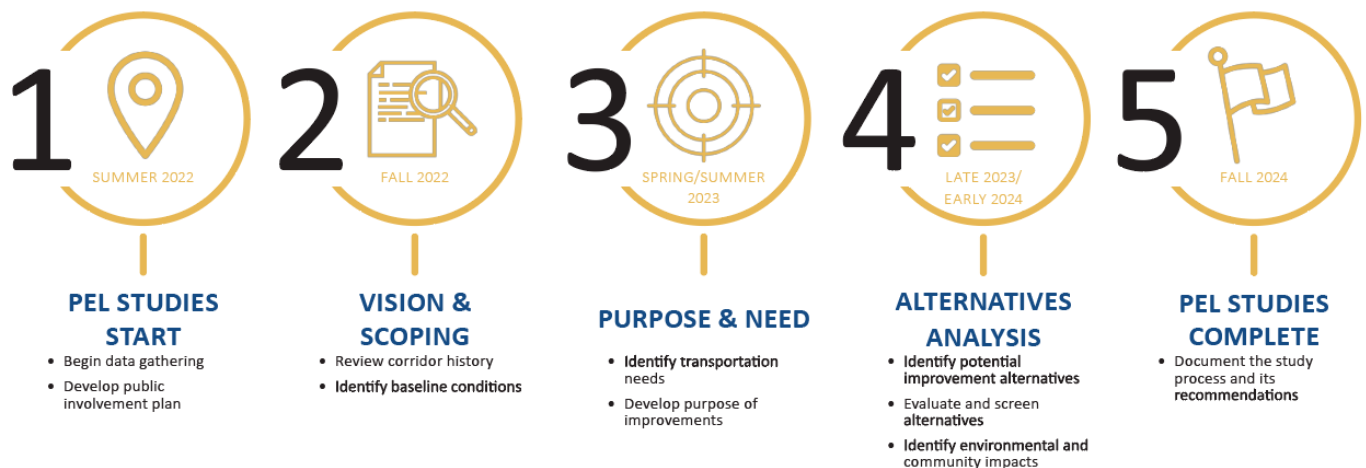 1
SUMMER 2022
PEL STUDIES
START
• Begin data gathering
• Develop public
involvement plan
2
FALL 2022
VISION &
SCOPING
• Review corridor history
• Identify baseline conditions
3
SPRING/SUMMER
2023
PURPOSE & NEED
• Identify transportation
needs
• Develop purpose of
improvements
4
LATE 2023/
EARLY 2024
ALTERNATIVES
ANALYSIS
• Identify potential
improvement alternatives
• Evaluate and screen
alternatives
• Identify environmental and
community impacts
5
FALL 2024
PEL STUDIES
COMPLETE
• Document the study
process and its
recommendations